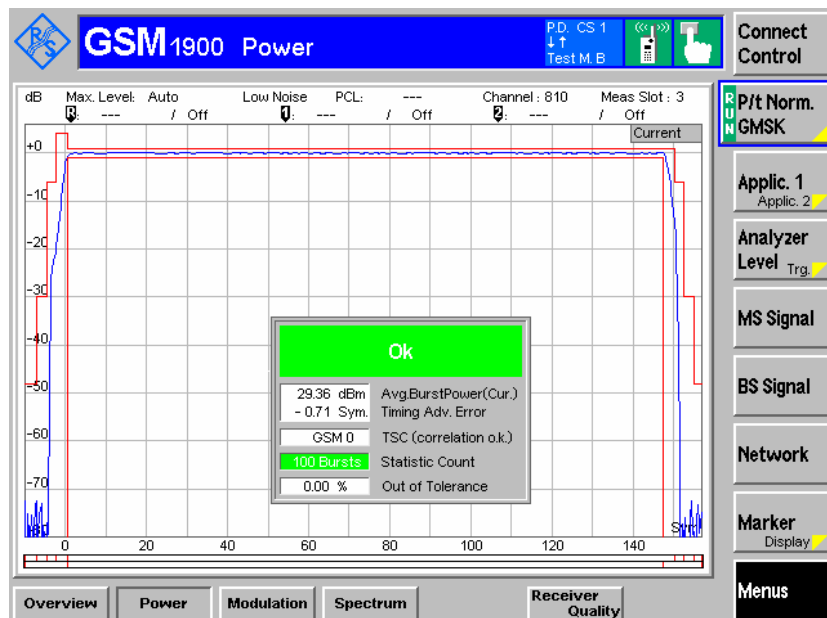 R&S
GSM 1900 Power
P.D. CS 1
↓↑
Test M. B
Connect
Control
dB Max. Level: Auto Low Noise PCL: --- Channel : 810 Meas Slot : 3
R: --- / Off 1: --- / Off 2: --- / Off
Current
RUN
P/t Norm.
GMSK
Applic. 1
Applic. 2
Analyzer
Level Trg.
MS Signal
BS Signal
Network
Marker
Display
Menus
+0
-10
-20
-30
-40
-50
-60
-70
Ok
29.36 dBm Avg.BurstPower(Cur.)
- 0.71 Sym. Timing Adv. Error
GSM 0 TSC (correlation o.k.)
100 Bursts Statistic Count
0.00 % Out of Tolerance
0 20 40 60 80 100 120 140
Overview Power Modulation Spectrum Receiver
Quality